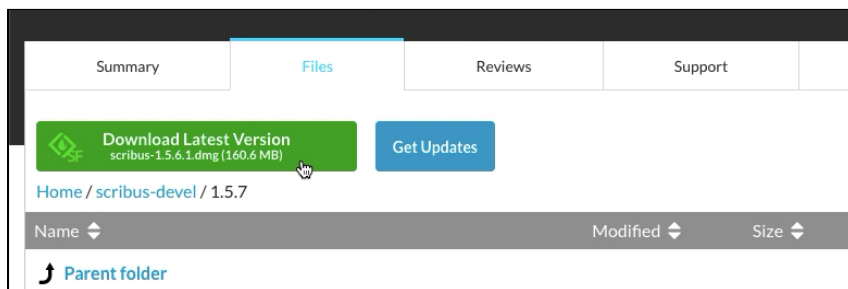 Summary Files Reviews Support
Download Latest Version
scribus-1.5.6.1.dmg (160.6 MB)
SF
Get Updates
Home / scribus-devel / 1.5.7
Name Modified Size
Parent folder